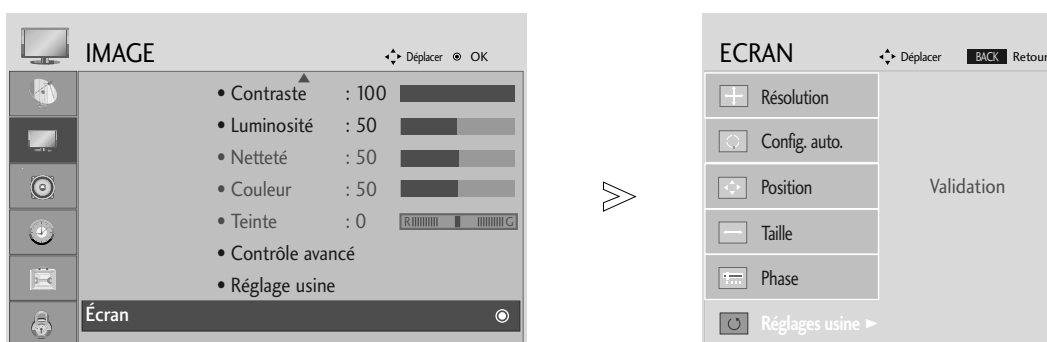 IMAGE
Déplacer OK
• Contraste : 100
• Luminosité : 50
• Netteté : 50
• Couleur : 50
• Teinte : 0 R G
• Contrôle avancé
• Réglage usine
Écran
ECRAN
Déplacer BACK Retour
Résolution
Config. auto.
Position
Taille
Phase
Réglages usine ►
Validation